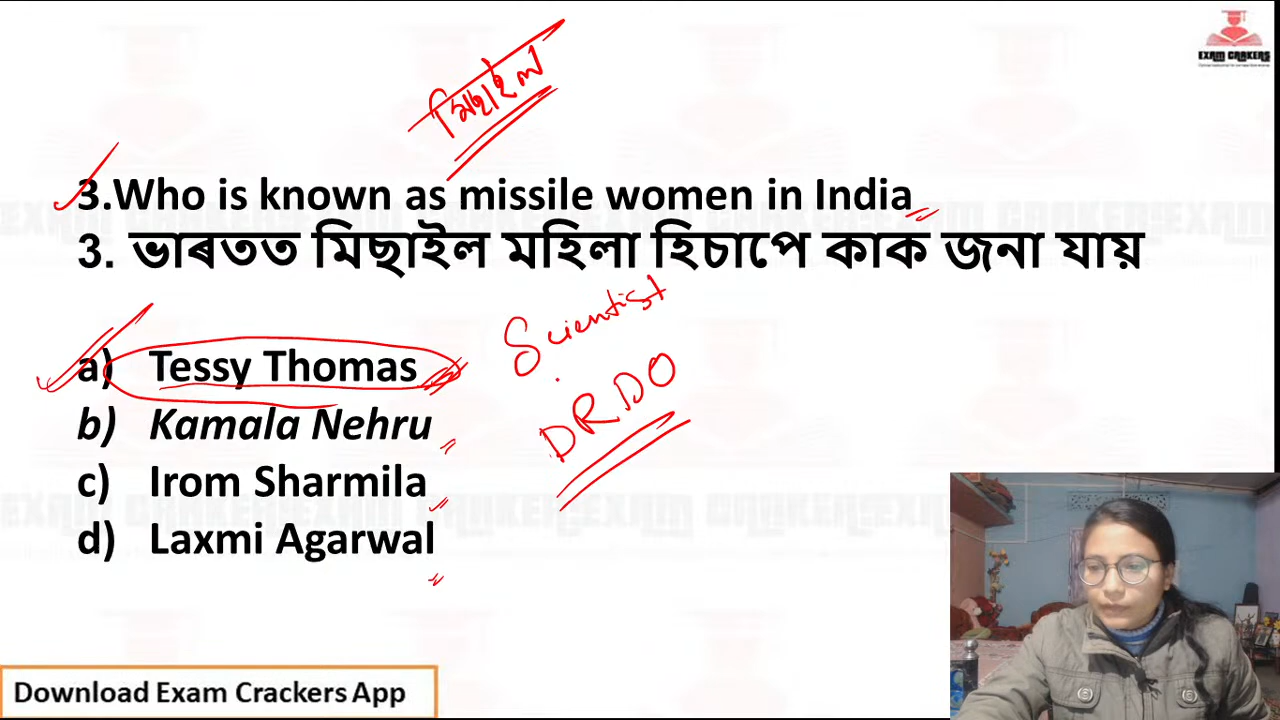 EXAM CRAKERS
মিছাইল
3.Who is known as missile women in India
3. ভাৰতত মিছাইল মহিলা হিচাপে কাক জনা যায়
a) Tessy Thomas
Scientist
DRDO
b) Kamala Nehru
c) Irom Sharmila
d) Laxmi Agarwal
Download Exam Crackers App